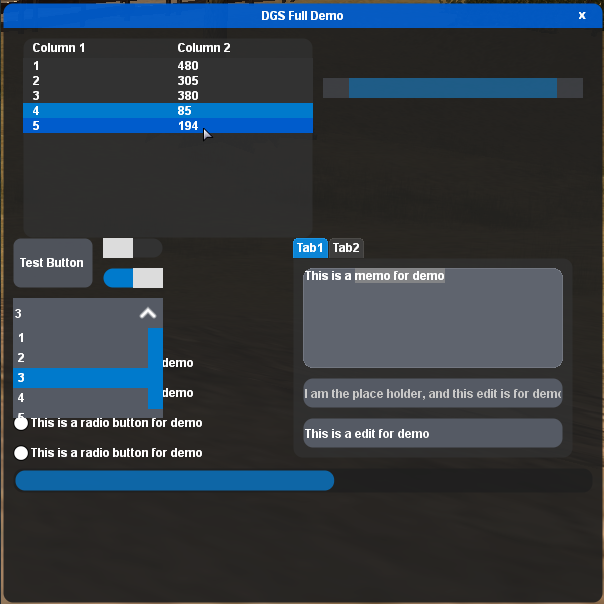 DGS Full Demo x
Column 1 Column 2
1 480
2 305
3 380
4 85
5 194
Test Button
3
1
2
3
4
5
demo
demo
This is a radio button for demo
This is a radio button for demo
Tab1 Tab2
This is a memo for demo
I am the place holder, and this edit is for demo
This is a edit for demo